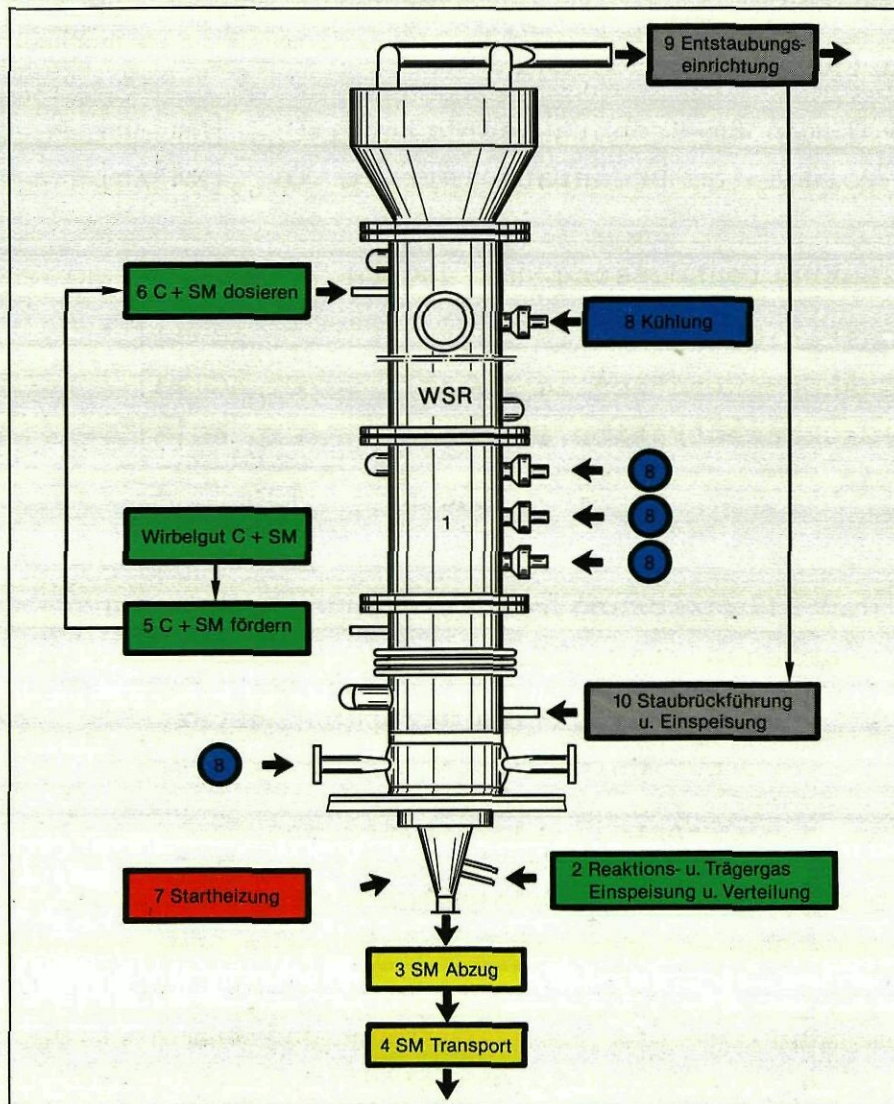 9 Entstaubungs-
einrichtung
6 C + SM dosieren
8 Kühlung
WSR
8
Wirbelgut C + SM
1
8
8
5 C + SM fördern
10 Staubrückführung
u. Einspeisung
8
7 Startheizung
2 Reaktions- u. Trägergas
Einspeisung u. Verteilung
3 SM Abzug
4 SM Transport